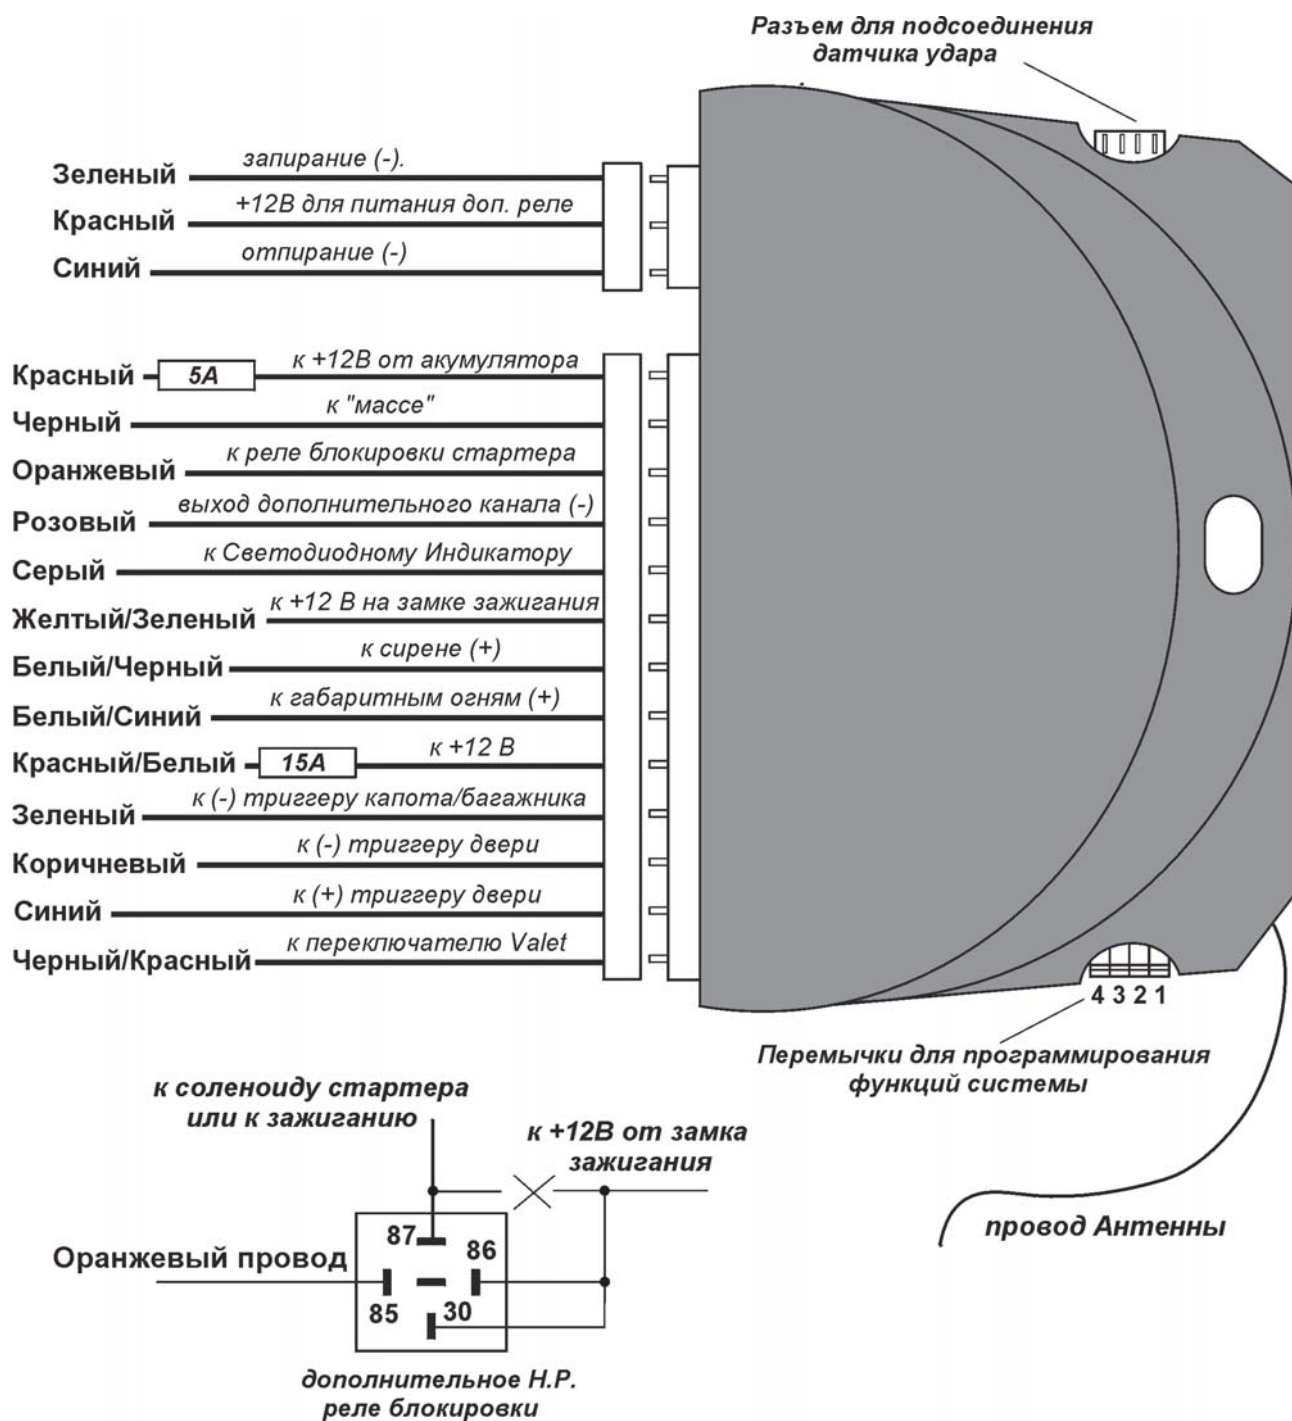 Разъем для подсоединения
датчика удара
Зеленый запирание (-).
Красный +12В для питания доп. реле
Синий отпирание (-)
Красный 5А к +12В от акумулятора
Черный к "массе"
Оранжевый к реле блокировки стартера
Розовый выход дополнительного канала (-)
Серый к Светодиодному Индикатору
Желтый/Зеленый к +12 В на замке зажигания
Белый/Черный к сирене (+)
Белый/Синий к габаритным огням (+)
Красный/Белый 15А к +12 В
Зеленый к (-) триггеру капота/багажника
Коричневый к (-) триггеру двери
Синий к (+) триггеру двери
Черный/Красный к переключателю Valet
4 3 2 1
Перемычки для программирования
функций системы
провод Антенны
к соленоиду стартера
или к зажиганию
к +12В от замка
зажигания
Оранжевый провод
87
86
85
30
дополнительное Н.Р.
реле блокировки